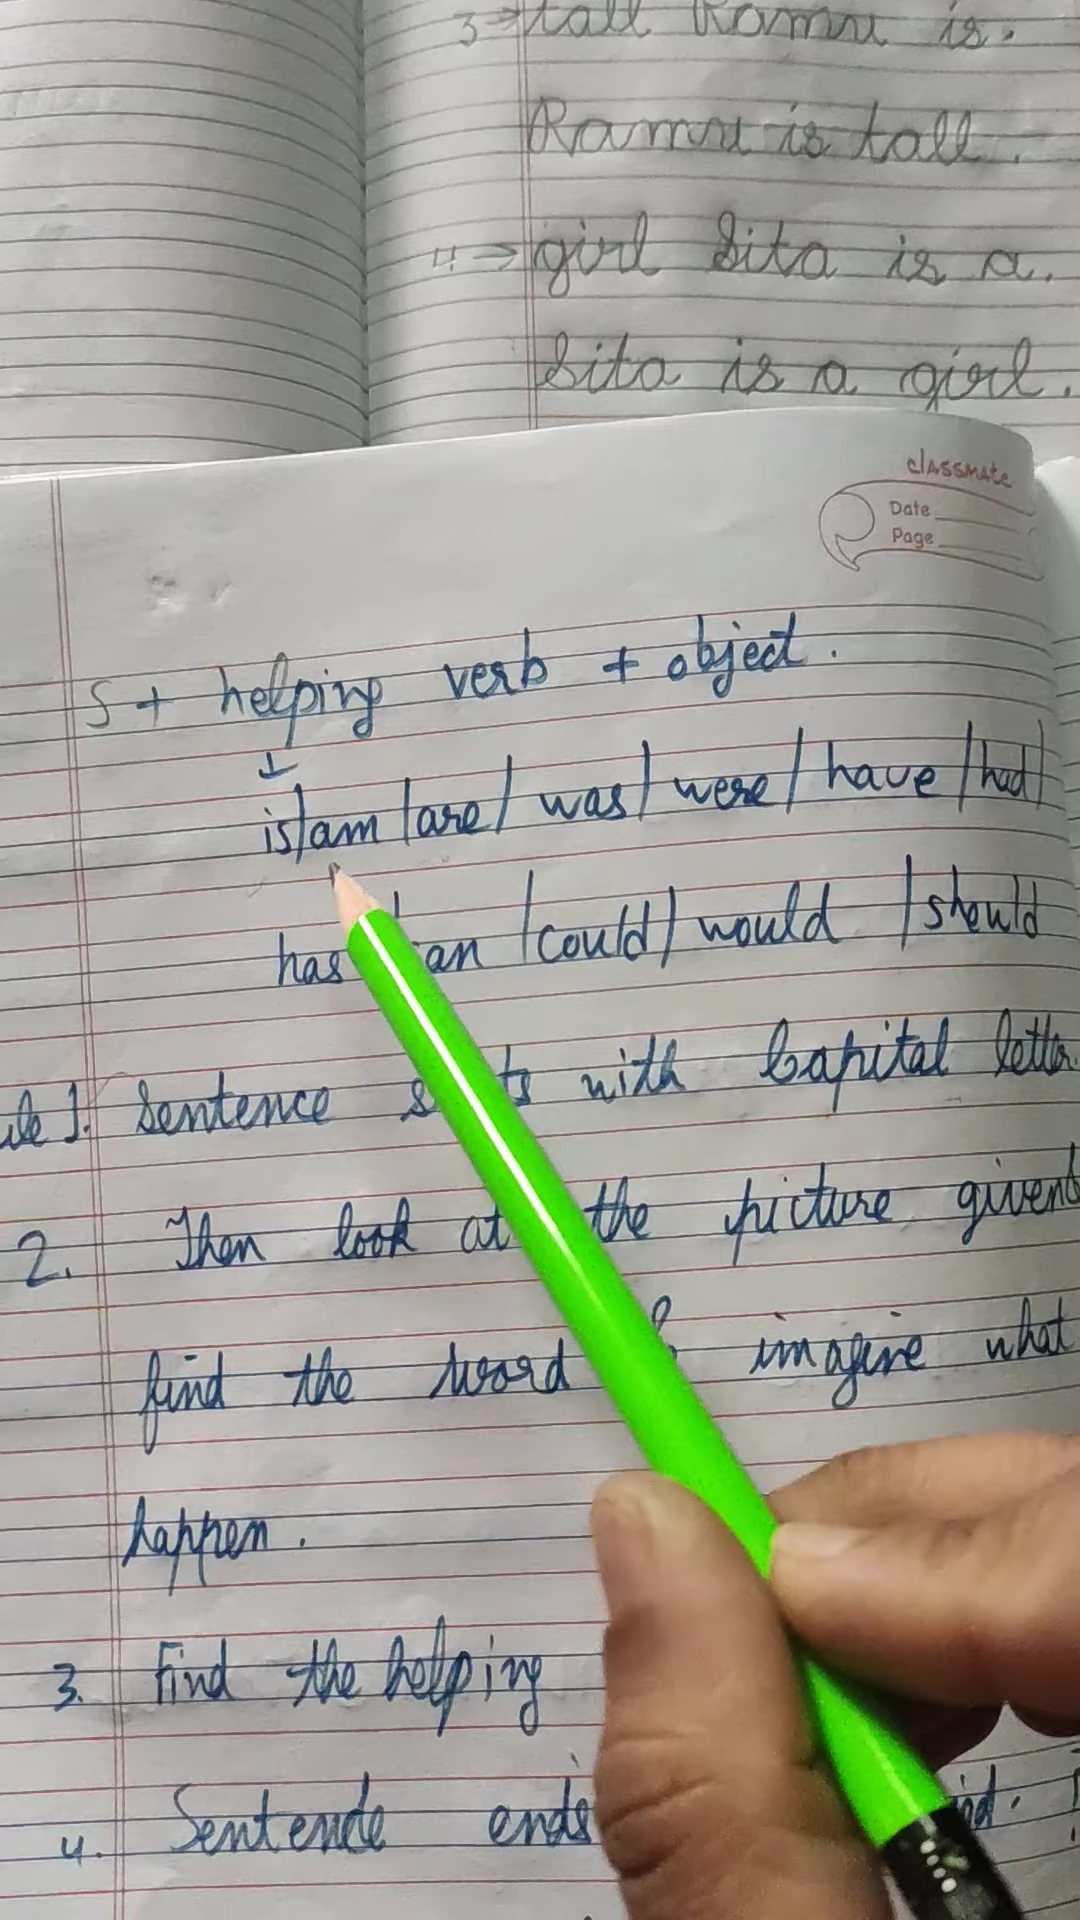 3 → tall Ramu is.
Ramu is tall.
4 → girl Sita is a.
Sita is a girl.
classmate
Date
Page
S + helping verb + object.
↓
is/am/are/was/were/have/had/
has can/could/would/should
1. Sentence with Capital letter.
2. Then look at the picture given
find the word & imagine what
happen.
3. Find the helping
4. Sentende ends